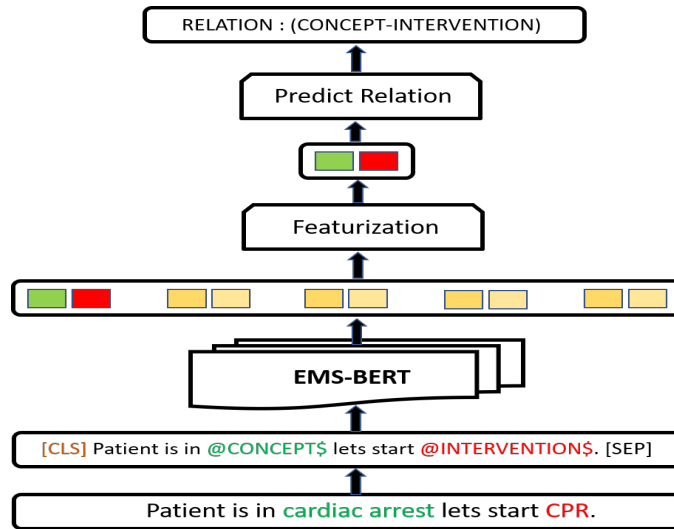 RELATION : (CONCEPT-INTERVENTION)
Predict Relation
Featurization
EMS-BERT
[CLS] Patient is in @CONCEPT$ lets start @INTERVENTION$. [SEP]
Patient is in cardiac arrest lets start CPR.